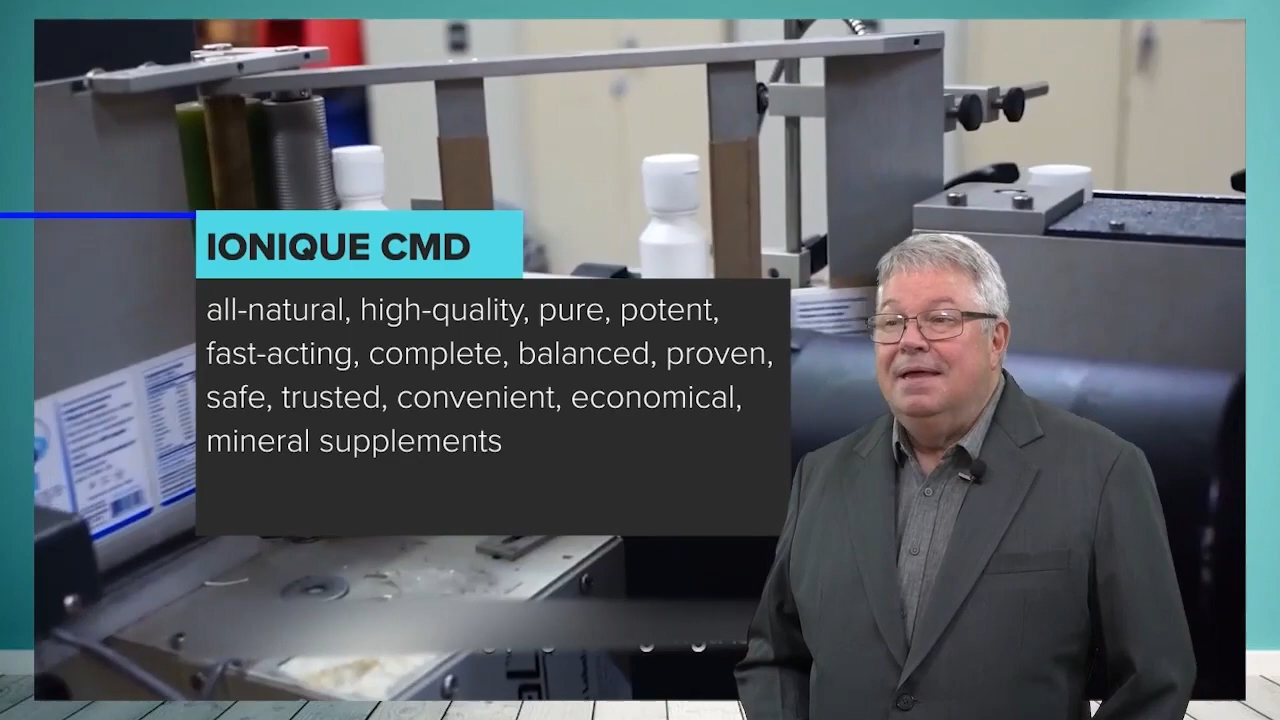 IONIQUE CMD
all-natural, high-quality, pure, potent,
fast-acting, complete, balanced, proven,
safe, trusted, convenient, economical,
mineral supplements